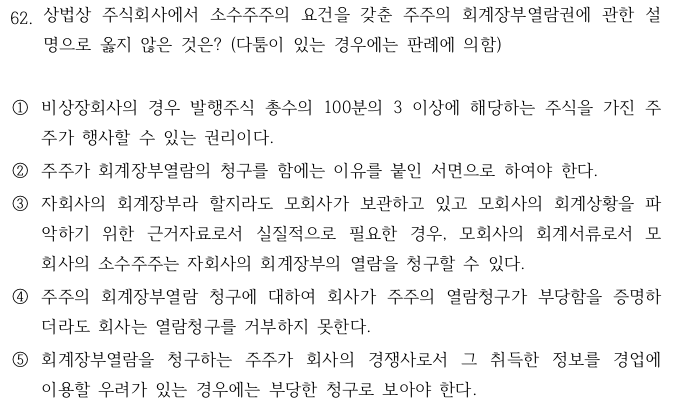 62. 상법상 주식회사에서 소수주주의 요건을 갖춘 주주의 회계장부열람권에 관한 설
명으로 옳지 않은 것은? (다툼이 있는 경우에는 판례에 의함)
① 비상장회사의 경우 발행주식 총수의 100분의 3 이상에 해당하는 주식을 가진 주
주가 행사할 수 있는 권리이다.
② 주주가 회계장부열람의 청구를 함에는 이유를 붙인 서면으로 하여야 한다.
③ 자회사의 회계장부라 할지라도 모회사가 보관하고 있고 모회사의 회계상황을 파
악하기 위한 근거자료로서 실질적으로 필요한 경우, 모회사의 회계서류로서 모
회사의 소수주주는 자회사의 회계장부의 열람을 청구할 수 있다.
④ 주주의 회계장부열람 청구에 대하여 회사가 주주의 열람청구가 부당함을 증명하
더라도 회사는 열람청구를 거부하지 못한다.
⑤ 회계장부열람을 청구하는 주주가 회사의 경쟁사로서 그 취득한 정보를 경업에
이용할 우려가 있는 경우에는 부당한 청구로 보아야 한다.